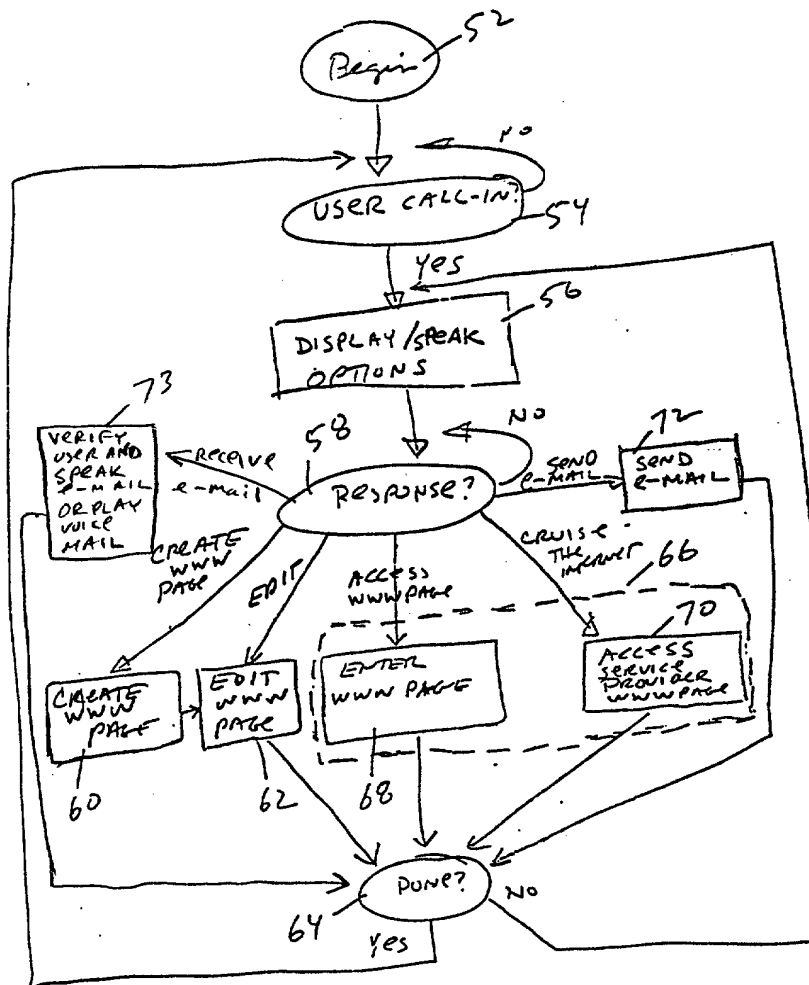 52
Begin
NO
USER CALL-IN?
54
Yes
56
DISPLAY/SPEAK
OPTIONS
73
VERIFY
USER AND
SPEAK
e-MAIL
OR PLAY
VOICE
MAIL
RECEIVE
e-mail
58
NO
RESPONSE?
SEND
e-MAIL
72
SEND
e-MAIL
CREATE
WWW
PAGE
EDIT
ACCESS
WWW PAGE
CRUISE
THE
INTERNET
66
70
CREATE
WWW
PAGE
60
EDIT
WWW
PAGE
62
ENTER
WWW PAGE
68
ACCESS
SERVICE
PROVIDER
WWW PAGE
DONE?
64
NO
Yes